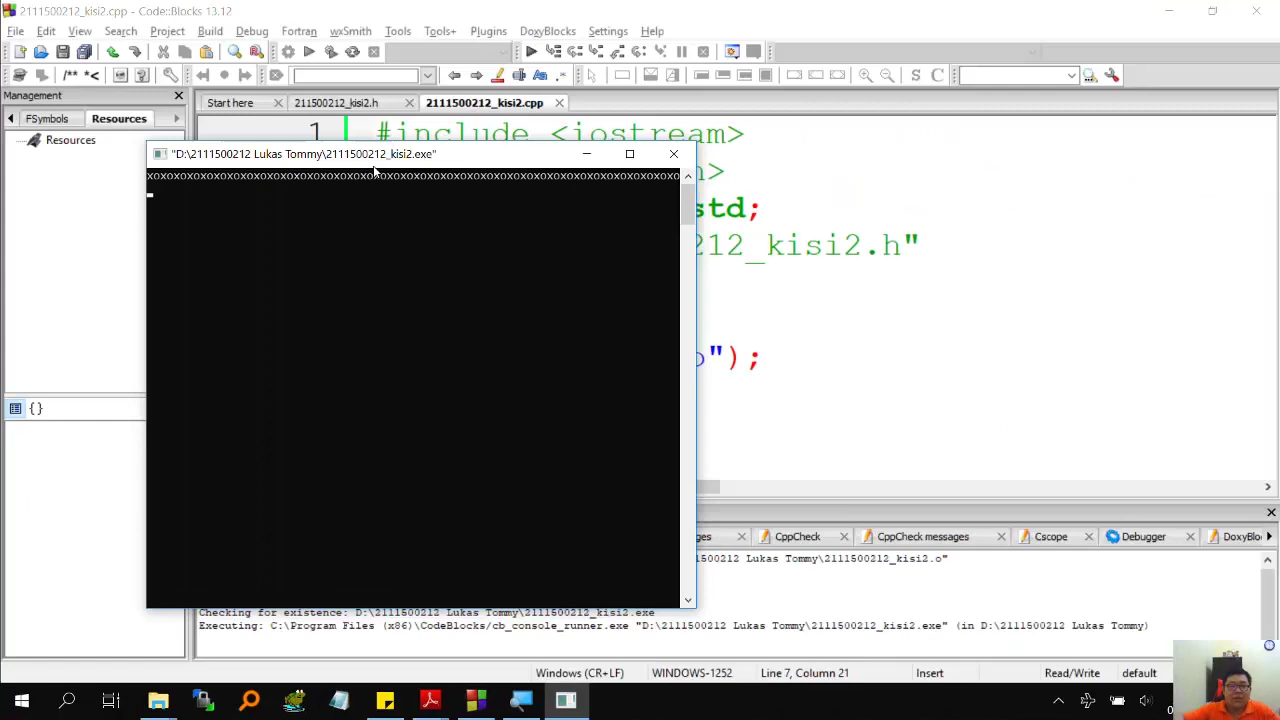 2111500212_kisi2.cpp - Code::Blocks 13.12
File Edit View Search Project Build Debug Fortran wxSmith Tools Tools+ Plugins DoxyBlocks Settings Help
/** *<
S C
Management
Start here 211500212_kisi2.h 2111500212_kisi2.cpp
FSymbols Resources
Resources
1 #include <iostream>
"D:\2111500212 Lukas Tommy\2111500212_kisi2.exe"
>
std;
212_kisi2.h"
");
{}
CppCheck CppCheck messages Cscope Debugger
Lukas Tommy\2111500212_kisi2.o"
Checking for existence: D:\2111500212 Lukas Tommy\2111500212_kisi2.exe
Executing: C:\Program Files (x86)\CodeBlocks/cb_console_runner.exe "D:\2111500212 Lukas Tommy\2111500212_kisi2.exe" (in D:\2111500212 Lukas Tommy)
Windows (CR+LF) WINDOWS-1252 Line 7, Column 21 Insert Read/Write default